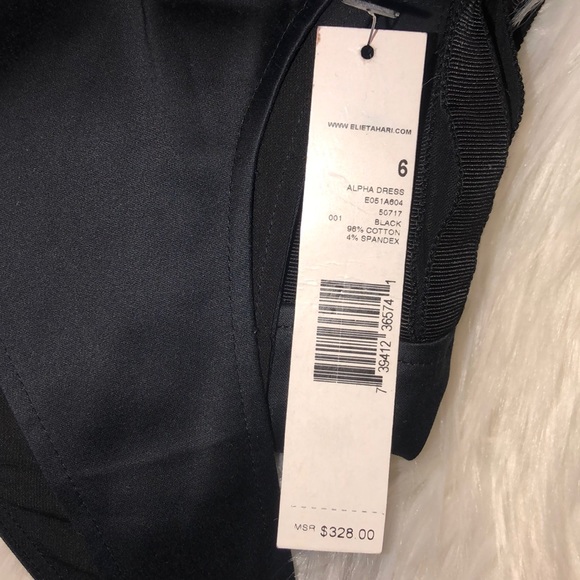 WWW.ELIETAHARI.COM
6
ALPHA DRESS
E051A604
50717
001 BLACK
96% COTTON
4% SPANDEX
7 39412 36574 1
MSR $328.00